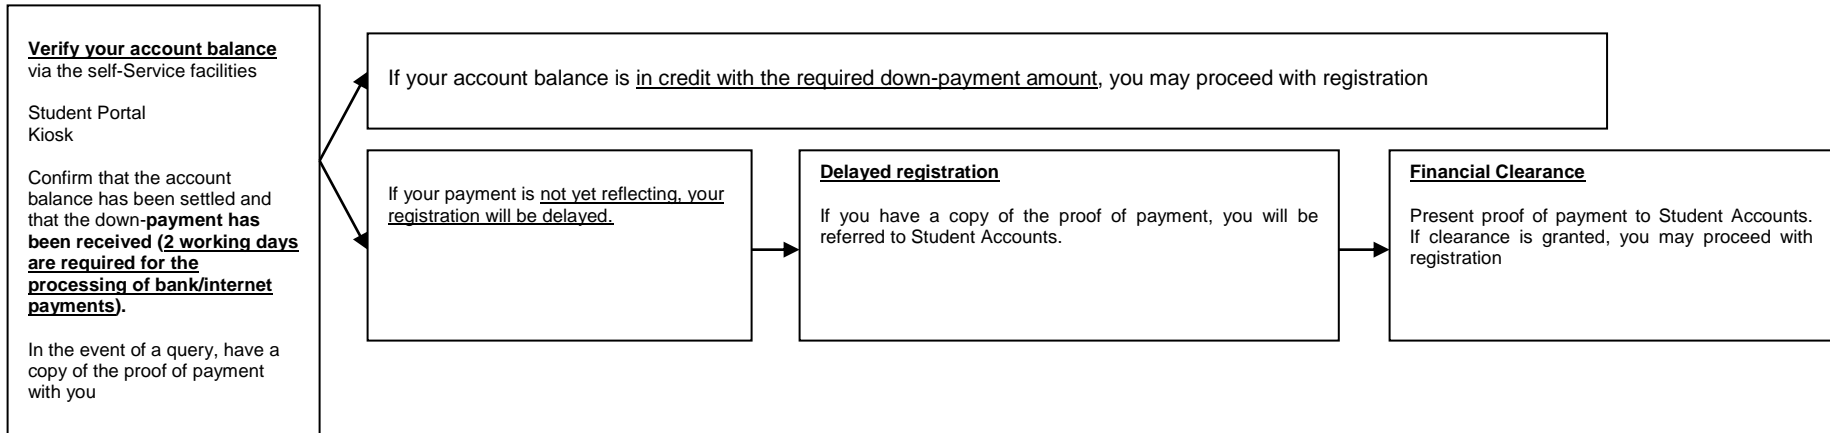 Verify your account balance
via the self-Service facilities
Student Portal
Kiosk
Confirm that the account
balance has been settled and
that the down-payment has
been received (2 working days
are required for the
processing of bank/internet
payments).
In the event of a query, have a
copy of the proof of payment
with you
If your account balance is in credit with the required down-payment amount, you may proceed with registration
If your payment is not yet reflecting, your
registration will be delayed.
Delayed registration
If you have a copy of the proof of payment, you will be
referred to Student Accounts.
Financial Clearance
Present proof of payment to Student Accounts.
If clearance is granted, you may proceed with
registration